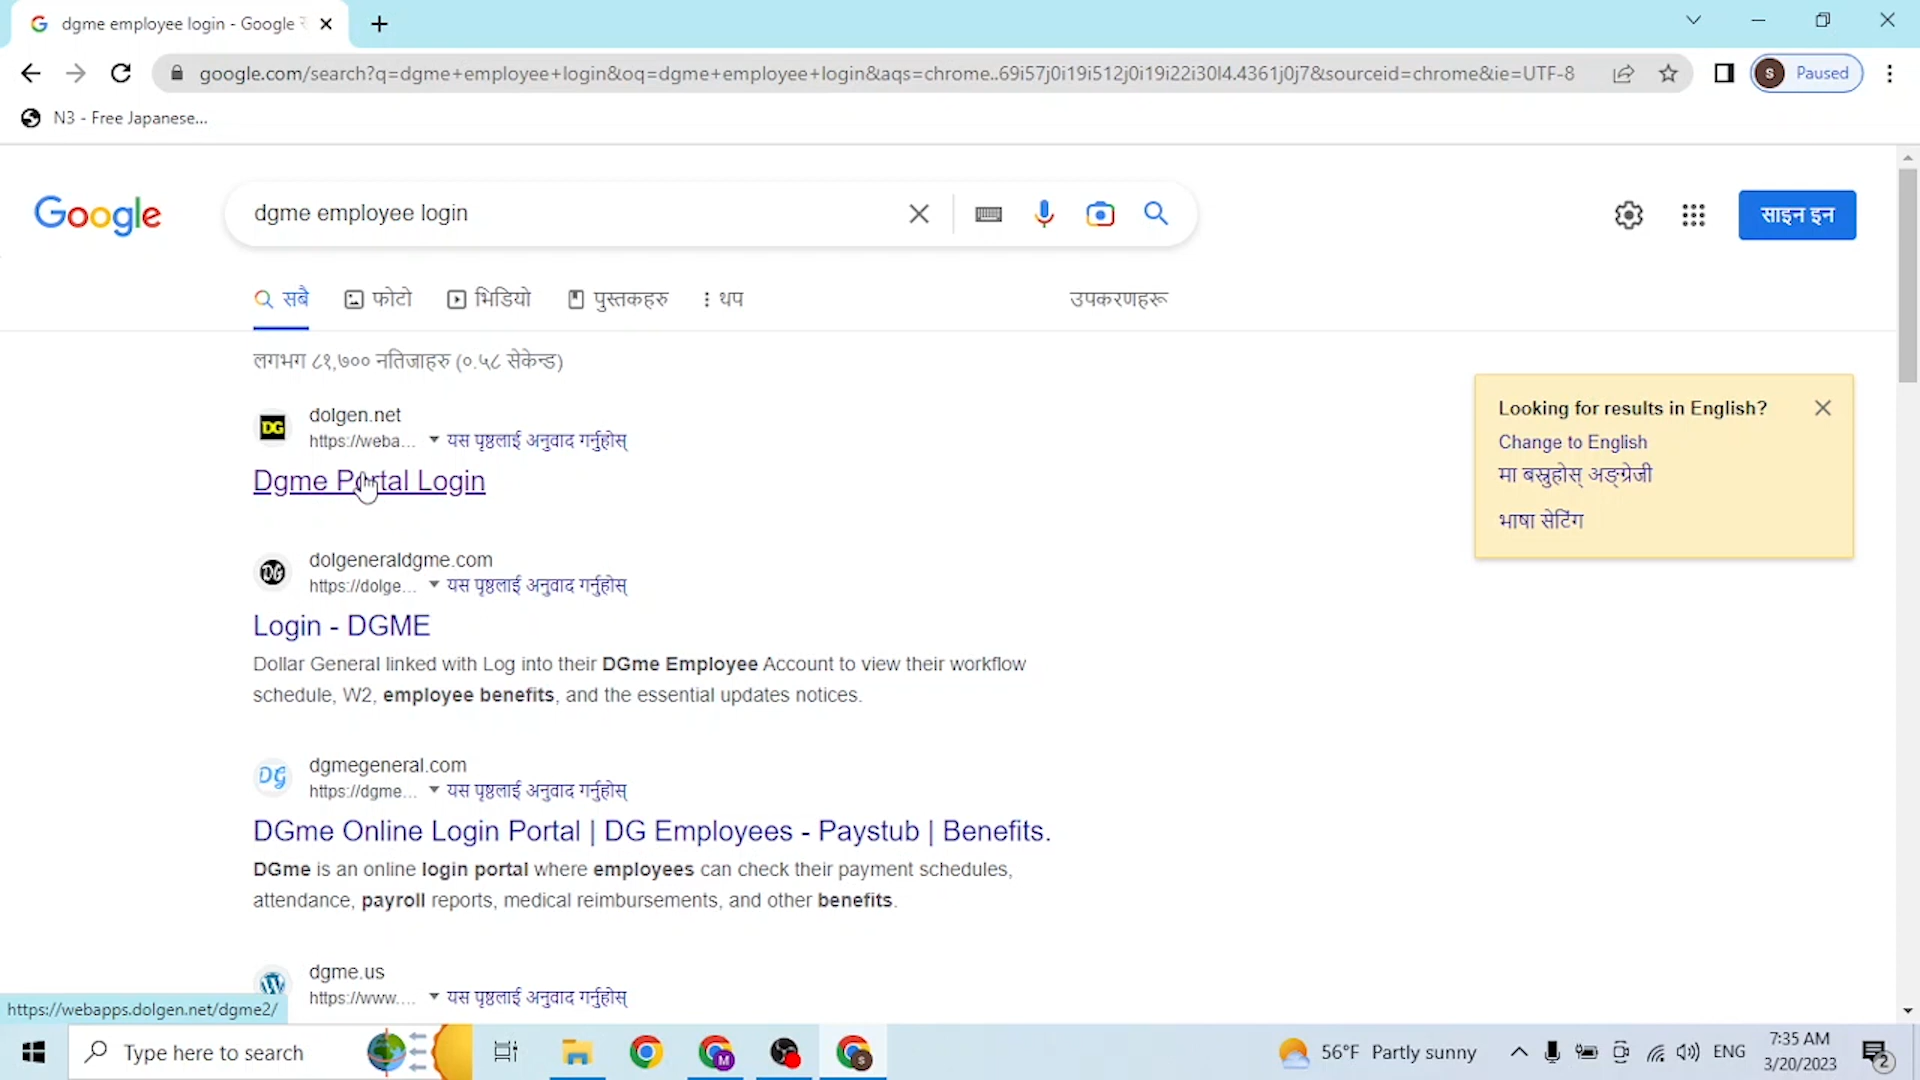 dgme employee login - Google
google.com/search?q=dgme+employee+login&oq=dgme+employee+login&aqs=chrome..69i57j0i19i512j0i19i22i30l4.4361j0j7&sourceid=chrome&ie=UTF-8
S Paused
N3 - Free Japanese...
Google
dgme employee login
साइन इन
सबै फोटो भिडियो पुस्तकहरु थप उपकरणहरू
लगभग ८१,७०० नतिजाहरु (०.५८ सेकेन्ड)
DG
dolgen.net
https://weba... यस पृष्ठलाई अनुवाद गर्नुहोस्
Dgme Portal Login
Looking for results in English?
Change to English
मा बस्नुहोस् अङ्ग्रेजी
भाषा सेटिंग
DG
dolgeneraldgme.com
https://dolge... यस पृष्ठलाई अनुवाद गर्नुहोस्
Login - DGME
Dollar General linked with Log into their DGme Employee Account to view their workflow
schedule, W2, employee benefits, and the essential updates notices.
DG
dgmegeneral.com
https://dgme... यस पृष्ठलाई अनुवाद गर्नुहोस्
DGme Online Login Portal | DG Employees - Paystub | Benefits.
DGme is an online login portal where employees can check their payment schedules,
attendance, payroll reports, medical reimbursements, and other benefits.
dgme.us
https://www.... यस पृष्ठलाई अनुवाद गर्नुहोस्
https://webapps.dolgen.net/dgme2/
Type here to search
M
S
56°F Partly sunny
ENG
7:35 AM
3/20/2023
2